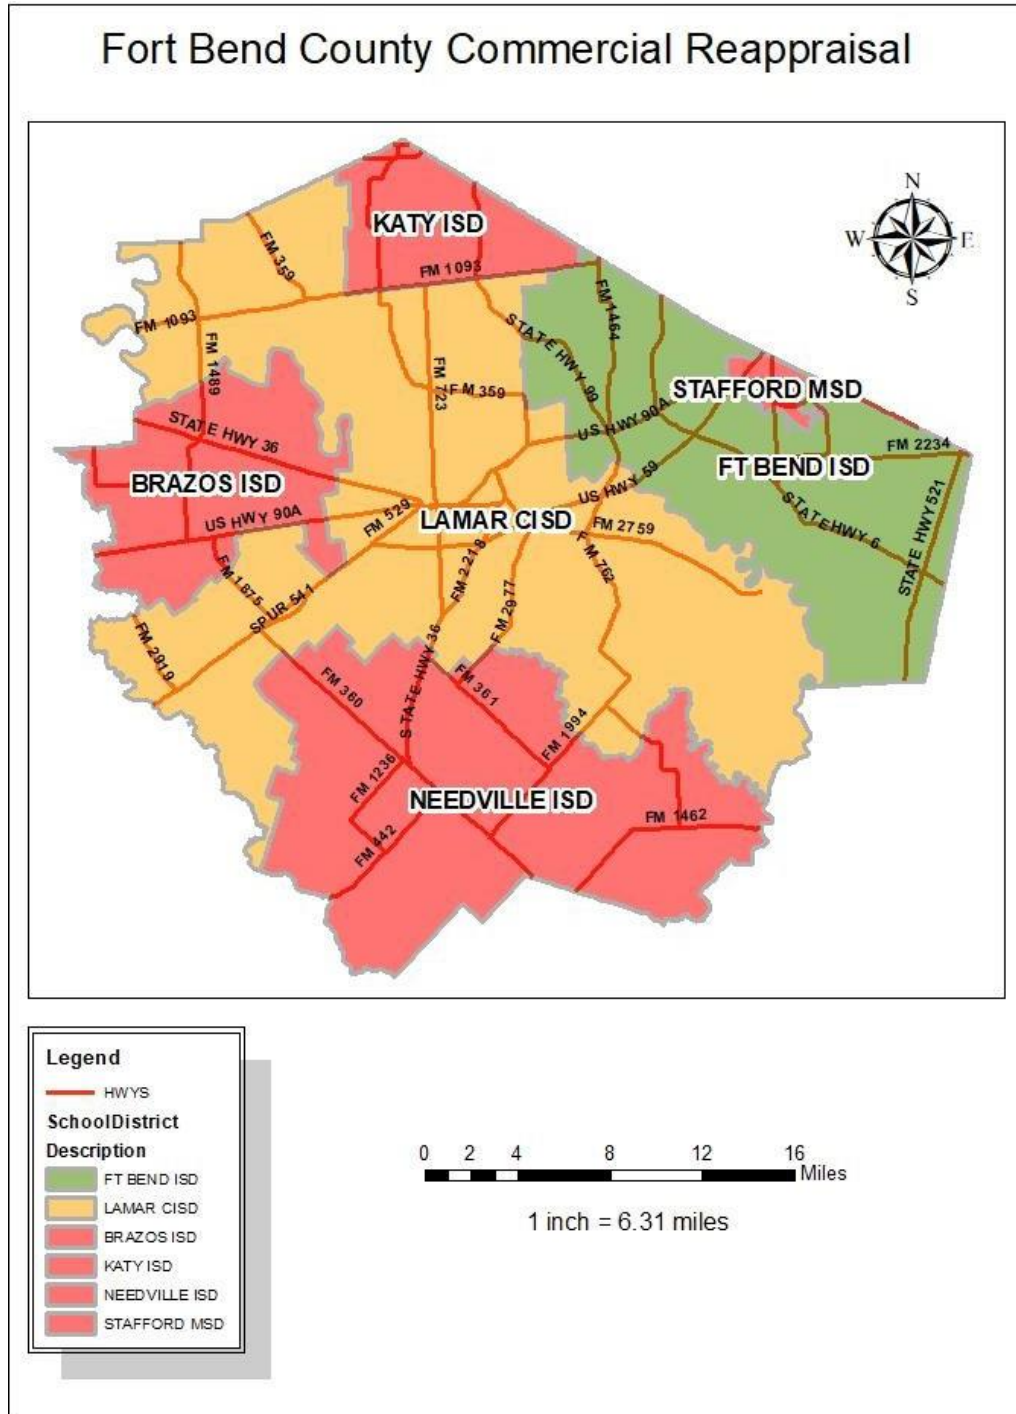 Fort Bend County Commercial Reappraisal
N
W E
S
KATY ISD
FM 359
FM 1093
FM 1093
FM 1464
STATE HWY 99
FM 1489
FM 723
FM 359
STAFFORD MSD
US HWY 90A
STATE HWY 36
FM 2234
FT BEND ISD
BRAZOS ISD
US HWY 59
STATE HWY 6
STATE HWY 521
US HWY 90A
FM 529
LAMAR CISD
FM 2759
FM 762
FM 2218
FM 2977
FM 1875
SPUR 541
FM 2919
STATE HWY 36
FM 360
FM 361
FM 1994
FM 1236
NEEDVILLE ISD
FM 1462
FM 442
Legend
HWYS
SchoolDistrict
Description
FT BEND ISD
LAMAR CISD
BRAZOS ISD
KATY ISD
NEEDVILLE ISD
STAFFORD MSD
0 2 4 8 12 16
Miles
1 inch = 6.31 miles